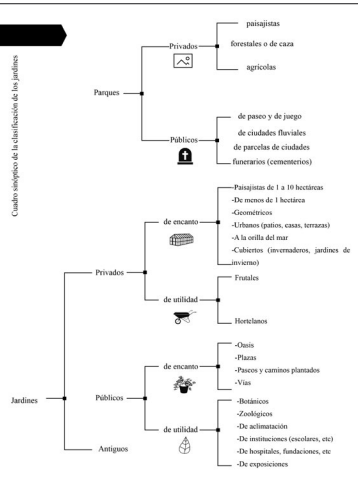 Cuadro sinóptico de la clasificación de los jardines
Parques
Privados
paisajistas
forestales o de caza
agrícolas
Públicos
de paseo y de juego
de ciudades fluviales
de parcelas de ciudades
funerarios (cementerios)
Jardines
Privados
de encanto
-Paisajistas de 1 a 10 hectáreas
-De menos de 1 hectárea
-Geométricos
-Urbanos (patios, casas, terrazas)
-A la orilla del mar
-Cubiertos (invernaderos, jardines de
invierno)
de utilidad
Frutales
Hortelanos
Públicos
de encanto
-Oasis
-Plazas
-Paseos y caminos plantados
-Vías
de utilidad
-Botánicos
-Zoológicos
-De aclimatación
-De instituciones (escolares, etc)
-De hospitales, fundaciones, etc
-De exposiciones
Antiguos